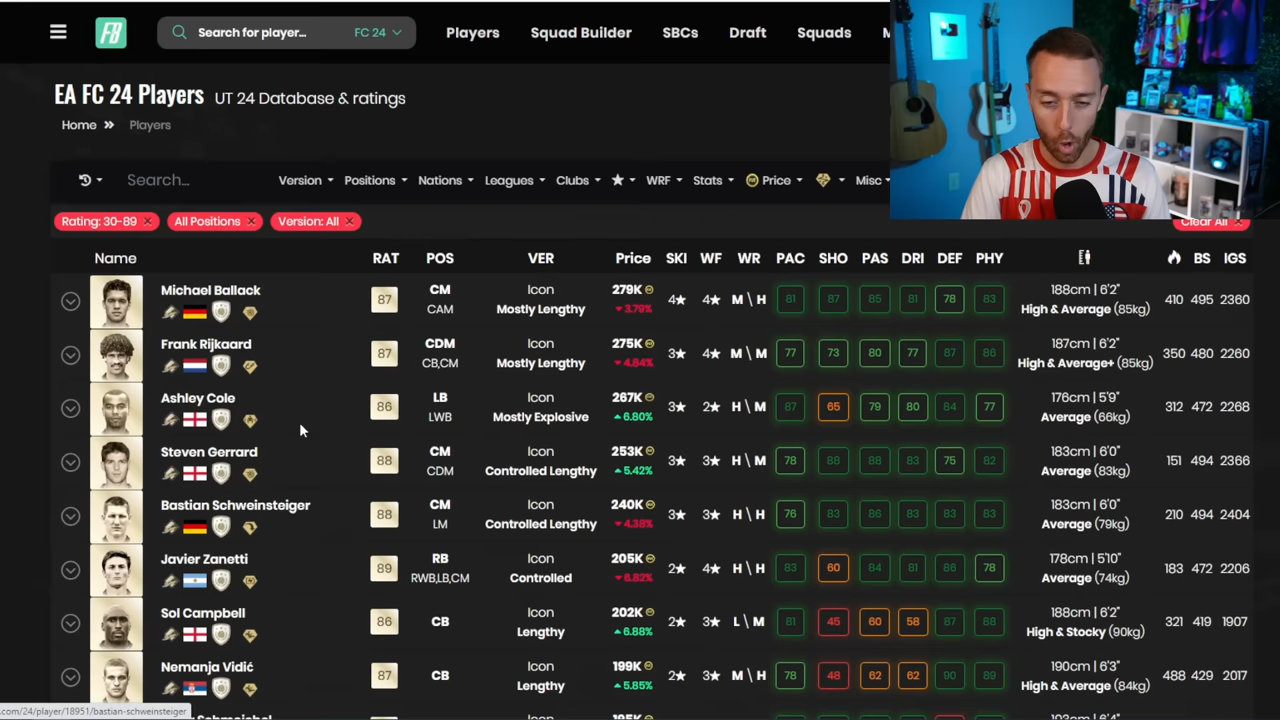 FB
Search for player...
FC 24
Players
Squad Builder
SBCs
Draft
Squads
M
EA FC 24 Players
UT 24 Database & ratings
Home » Players
Search...
Version
Positions
Nations
Leagues
Clubs
WRF
Stats
Price
Misc
Rating: 30-89 ×
All Positions ×
Version: All ×
Clear All ×
Name RAT POS VER Price SKI WF WR PAC SHO PAS DRI DEF PHY BS IGS
Michael Ballack 87 CM Icon 279K 4★ 4★ M \ H 81 87 85 81 78 83 188cm | 6'2" 410 495 2360
CAM Mostly Lengthy 3.79% High & Average (85kg)
Frank Rijkaard 87 CDM Icon 275K 3★ 4★ M \ M 77 73 80 77 87 86 187cm | 6'2" 350 480 2260
CB,CM Mostly Lengthy 4.84% High & Average+ (85kg)
Ashley Cole 86 LB Icon 267K 3★ 2★ H \ M 87 65 79 80 84 77 176cm | 5'9" 312 472 2268
LWB Mostly Explosive 6.80% Average (66kg)
Steven Gerrard 88 CM Icon 253K 3★ 3★ H \ M 78 88 88 83 75 82 183cm | 6'0" 151 494 2366
CDM Controlled Lengthy 5.42% Average (83kg)
Bastian Schweinsteiger 88 CM Icon 240K 3★ 3★ H \ H 76 83 86 83 83 83 183cm | 6'0" 210 494 2404
LM Controlled Lengthy 4.38% Average (79kg)
Javier Zanetti 89 RB Icon 205K 2★ 4★ H \ H 83 60 84 81 86 78 178cm | 5'10" 183 472 2206
RWB,LB,CM Controlled 6.82% Average (74kg)
Sol Campbell 86 CB Icon 202K 2★ 3★ L \ M 81 45 60 58 87 88 188cm | 6'2" 321 419 1907
Lengthy 6.88% High & Stocky (90kg)
Nemanja Vidić 87 CB Icon 199K 2★ 3★ M \ H 78 48 62 62 90 89 190cm | 6'3" 488 429 2017
Lengthy 5.85% High & Average (84kg)
.com/24/player/18951/bastian-schweinsteiger